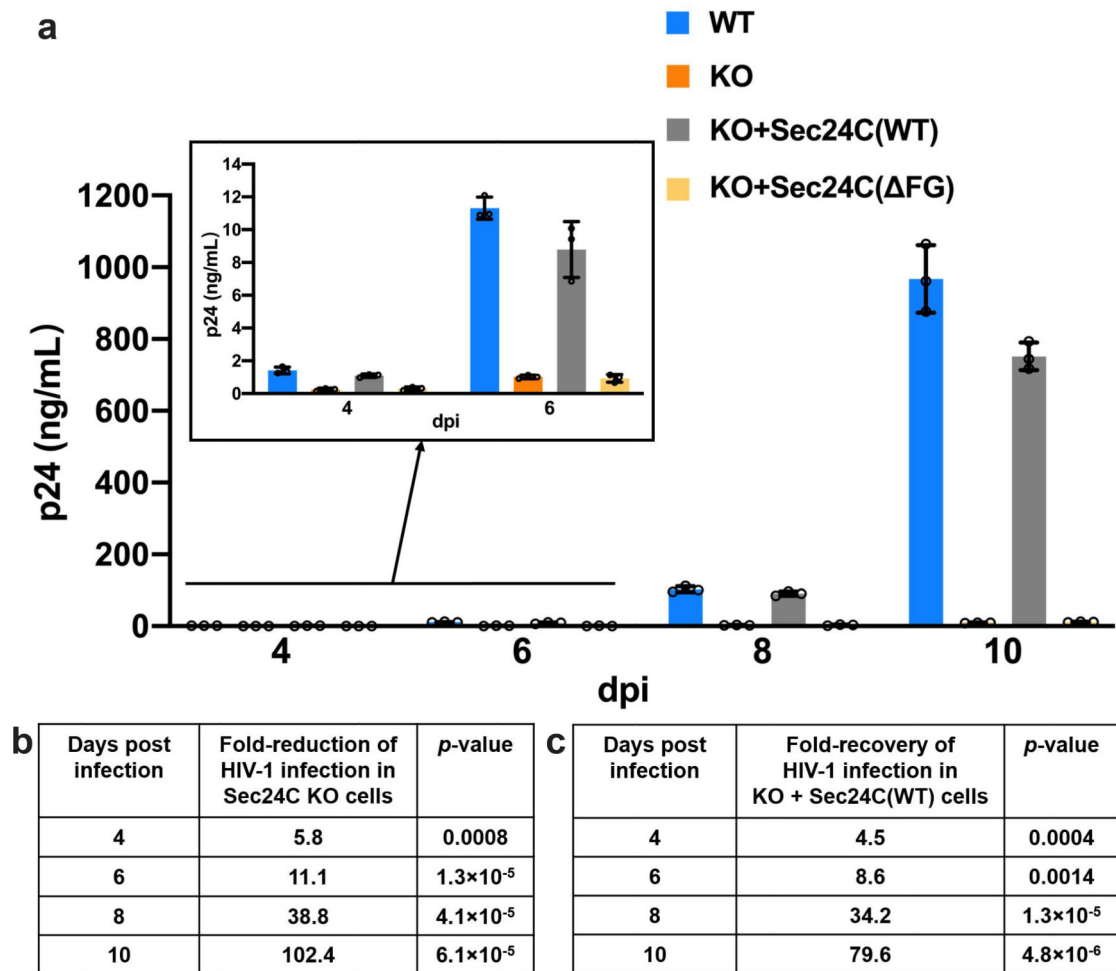 a
WT
KO
KO+Sec24C(WT)
KO+Sec24C(ΔFG)
p24 (ng/mL)
1200
1000
800
600
400
200
0
p24 (ng/mL)
14
12
10
8
6
4
2
0
4
6
dpi
4
6
8
10
dpi
b
Days post
infection
Fold-reduction of
HIV-1 infection in
Sec24C KO cells
p-value
4
5.8
0.0008
6
11.1
1.3×10⁻⁵
8
38.8
4.1×10⁻⁵
10
102.4
6.1×10⁻⁵
c
Days post
infection
Fold-recovery of
HIV-1 infection in
KO + Sec24C(WT) cells
p-value
4
4.5
0.0004
6
8.6
0.0014
8
34.2
1.3×10⁻⁵
10
79.6
4.8×10⁻⁶